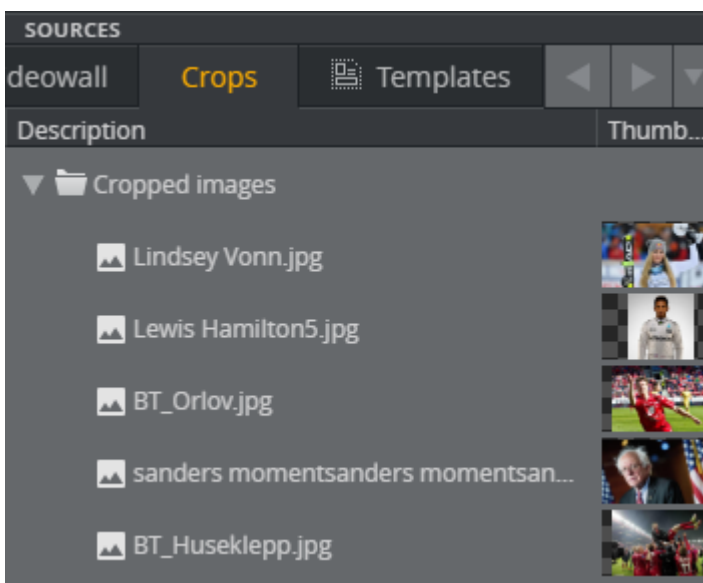 SOURCES
deowall Crops Templates
Description Thumb...
Cropped images
Lindsey Vonn.jpg
Lewis Hamilton5.jpg
BT_Orlov.jpg
sanders momentsanders momentsan...
BT_Huseklepp.jpg